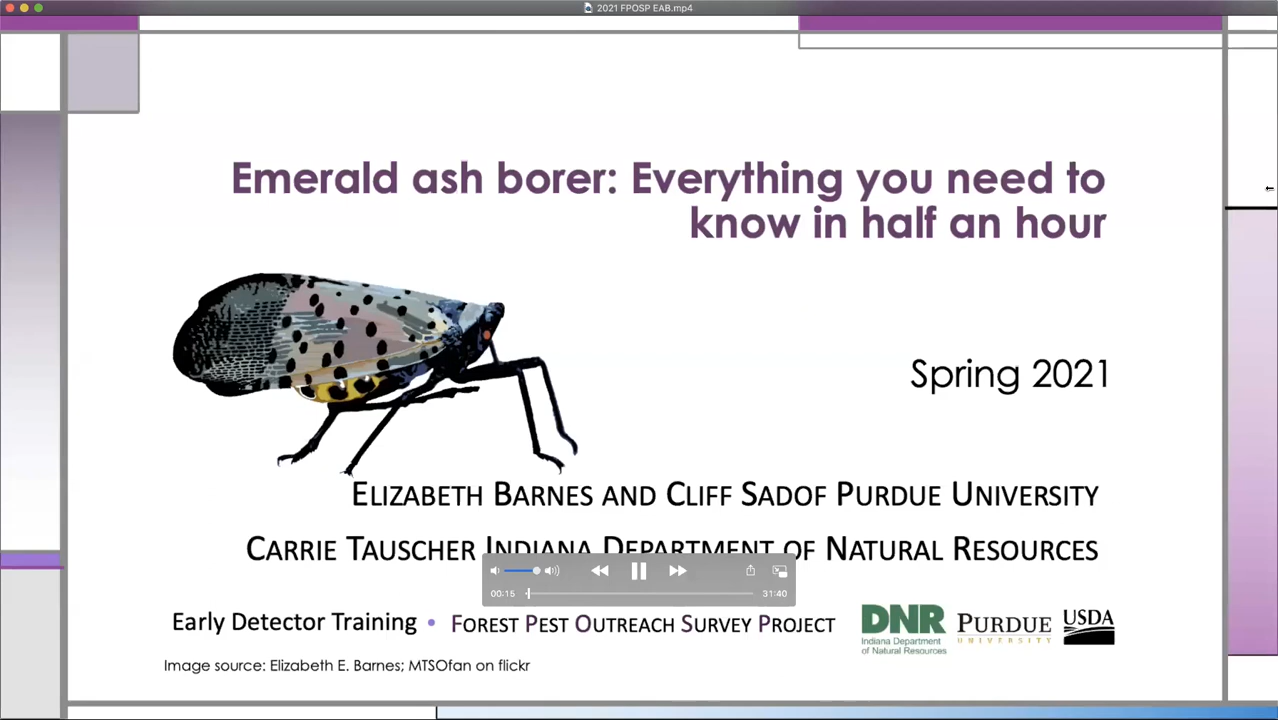 2021 FPOSP EAB.mp4
Emerald ash borer: Everything you need to
know in half an hour
Spring 2021
Elizabeth Barnes and Cliff Sadof Purdue University
Carrie Tauscher Indiana Department of Natural Resources
00:15
31:40
Early Detector Training • Forest Pest Outreach Survey Project
DNR
Indiana Department
of Natural Resources
PURDUE
UNIVERSITY
USDA
Image source: Elizabeth E. Barnes; MTSOfan on flickr